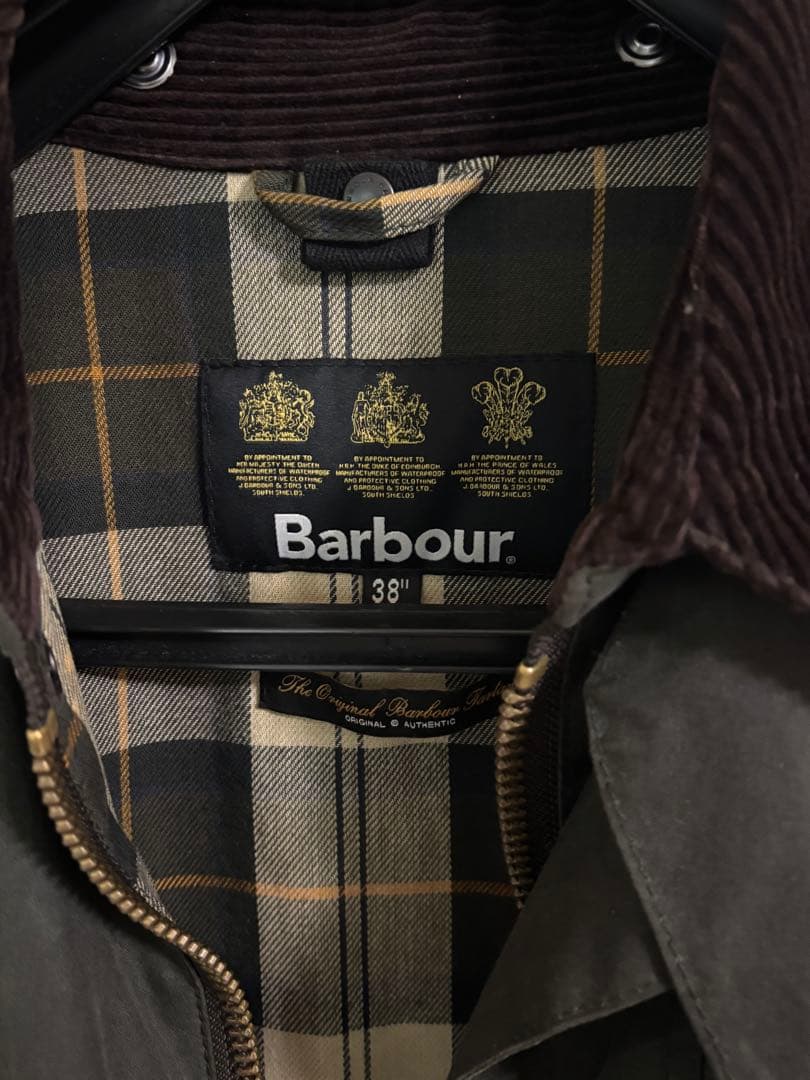 BY APPOINTMENT TO
HER MAJESTY THE QUEEN
MANUFACTURERS OF WATERPROOF
AND PROTECTIVE CLOTHING
J.BARBOUR & SONS LTD.
SOUTH SHIELDS.
BY APPOINTMENT TO
H.R.H. THE DUKE OF EDINBURGH
MANUFACTURERS OF WATERPROOF
AND PROTECTIVE CLOTHING
J.BARBOUR & SONS LTD.
SOUTH SHIELDS
BY APPOINTMENT TO
H.R.H. THE PRINCE OF WALES
MANUFACTURERS OF WATERPROOF
AND PROTECTIVE CLOTHING
J.BARBOUR & SONS LTD.
SOUTH SHIELDS.
Barbour®
38"
The Original Barbour
ORIGINAL & AUTHENTIC